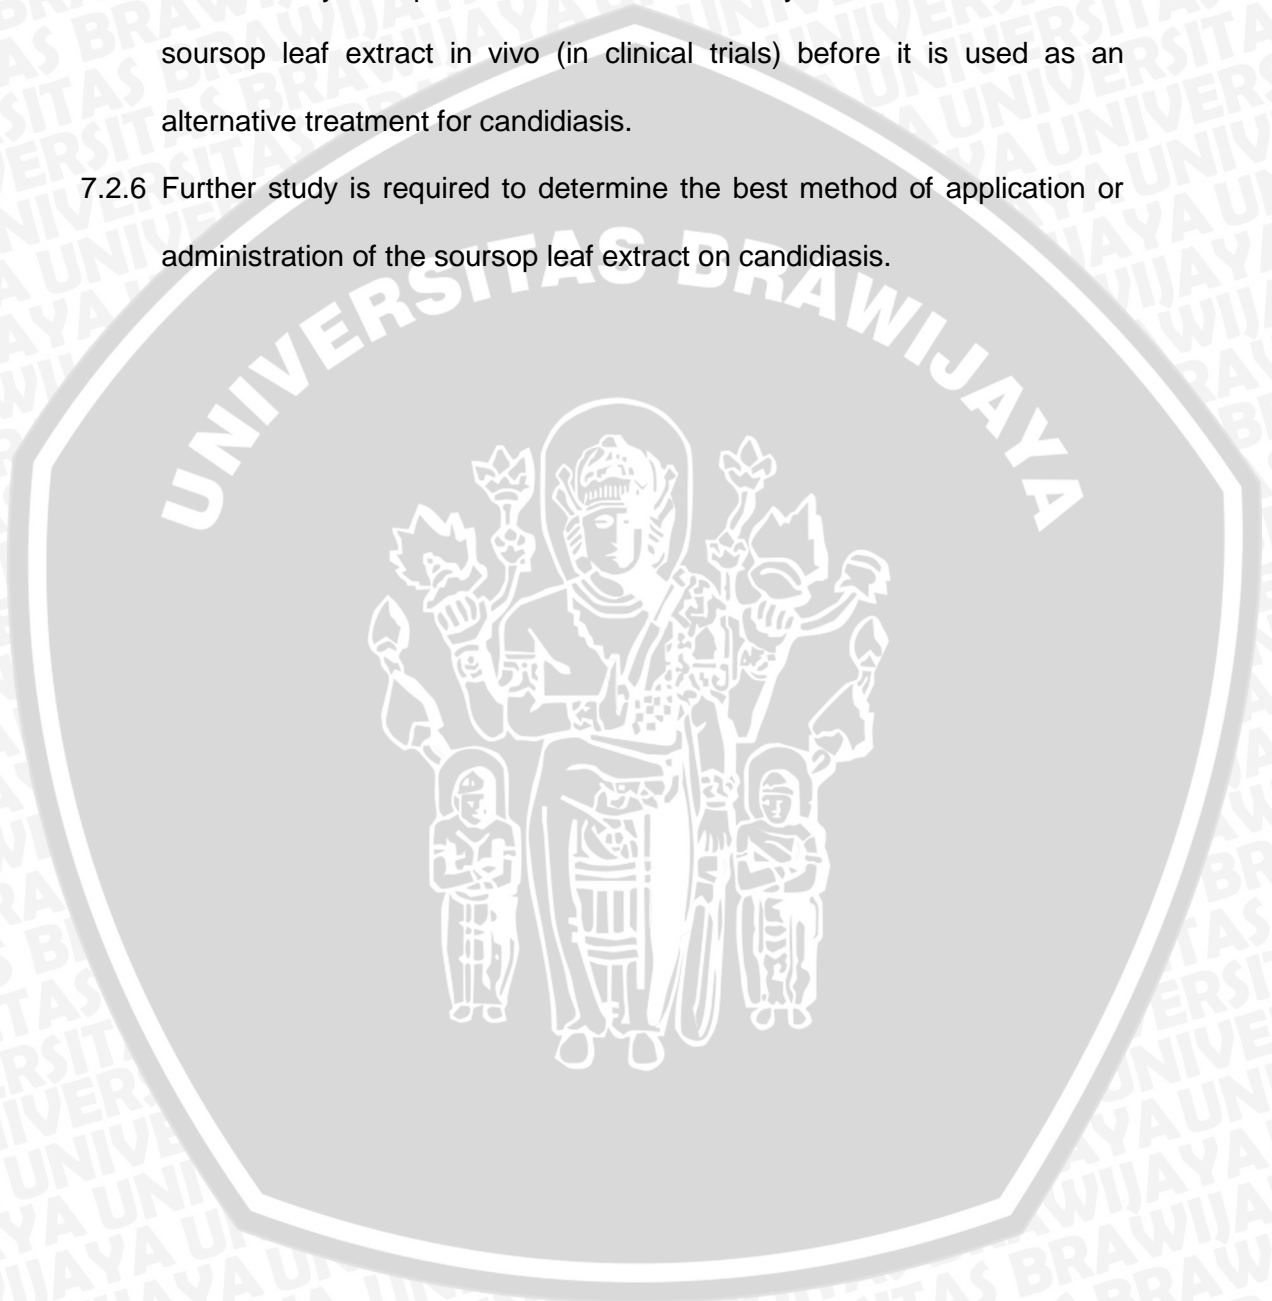 soursop leaf extract in vivo (in clinical trials) before it is used as an
alternative treatment for candidiasis.
7.2.6 Further study is required to determine the best method of application or
administration of the soursop leaf extract on candidiasis.
UNIVERSITAS BRAWIJAYA